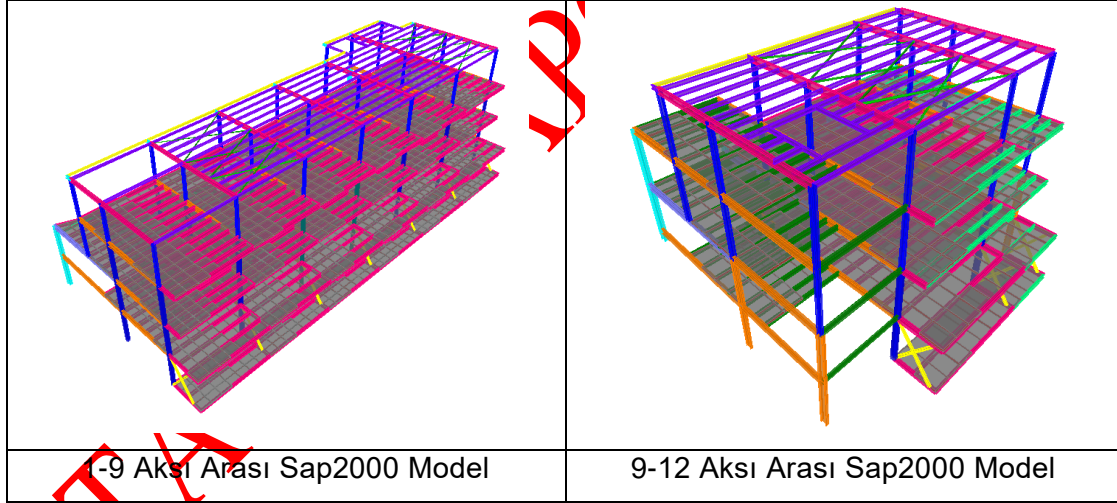 1-9 Aksı Arası Sap2000 Model
9-12 Aksı Arası Sap2000 Model